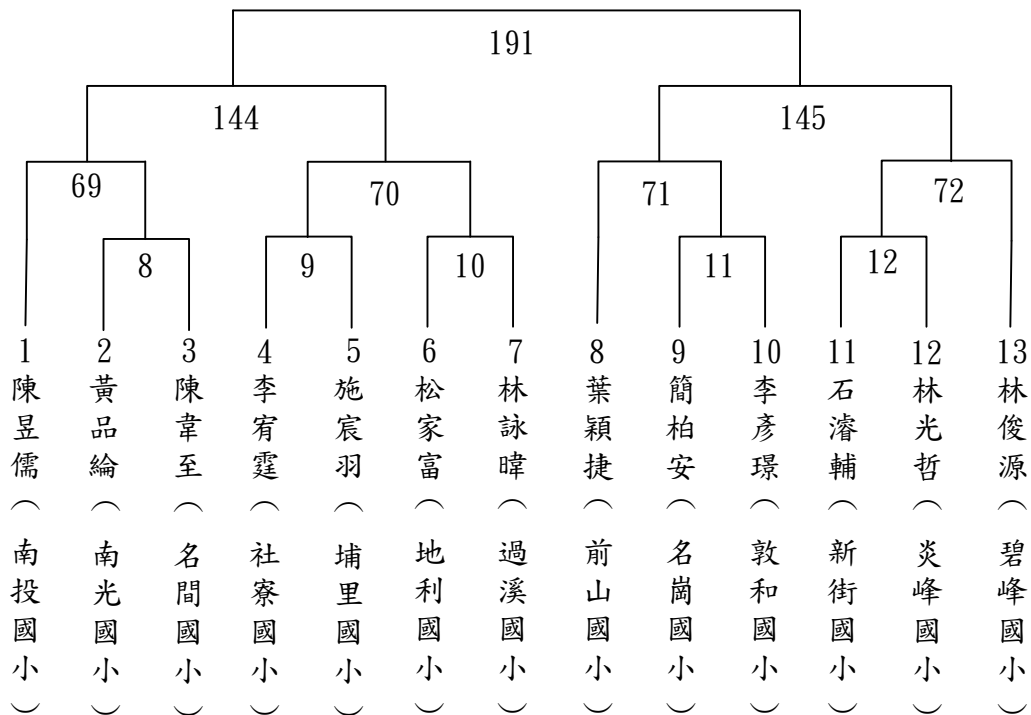 191
144
145
69
70
71
72
8
9
10
11
12
1
陳昱儒（南投國小）
2
黃品綸（南光國小）
3
陳韋至（名間國小）
4
李宥霆（社寮國小）
5
施宸羽（埔里國小）
6
松家富（地利國小）
7
林詠暐（過溪國小）
8
葉穎捷（前山國小）
9
簡柏安（名崗國小）
10
李彥璟（敦和國小）
11
石濬輔（新街國小）
12
林光哲（炎峰國小）
13
林俊源（碧峰國小）